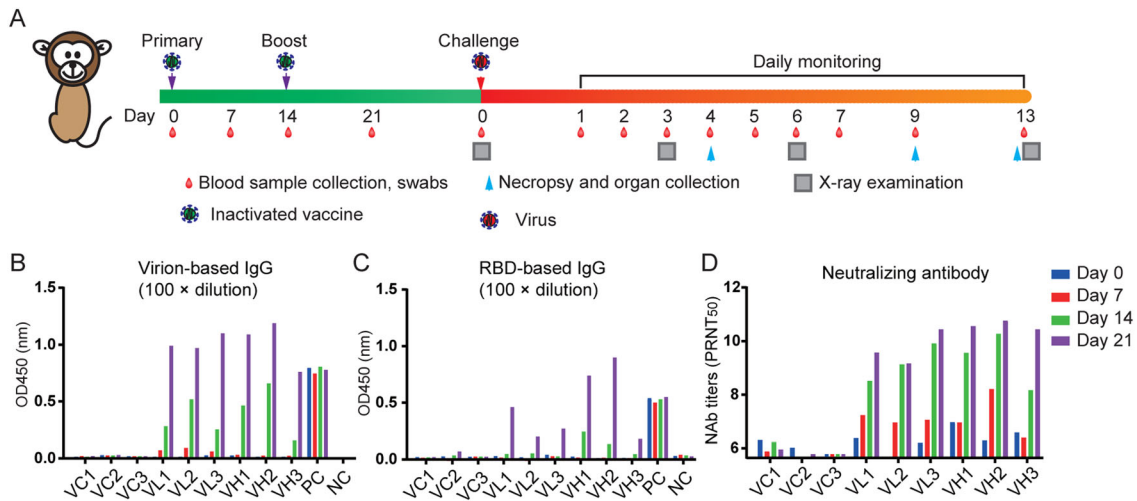 A
Primary Boost Challenge
Daily monitoring
Day 0 7 14 21 0 1 2 3 4 5 6 7 9 13
Blood sample collection, swabs Necropsy and organ collection X-ray examination
Inactivated vaccine Virus
B
Virion-based IgG
(100 × dilution)
OD450 (nm)
1.5
1.0
0.5
0.0
VC1 VC2 VC3 VL1 VL2 VL3 VH1 VH2 VH3 PC NC
C
RBD-based IgG
(100 × dilution)
OD450 (nm)
1.5
1.0
0.5
0.0
VC1 VC2 VC3 VL1 VL2 VL3 VH1 VH2 VH3 PC NC
D
Neutralizing antibody
NAb titers (PRNT50)
12
10
8
6
VC1 VC2 VC3 VL1 VL2 VL3 VH1 VH2 VH3
Day 0
Day 7
Day 14
Day 21